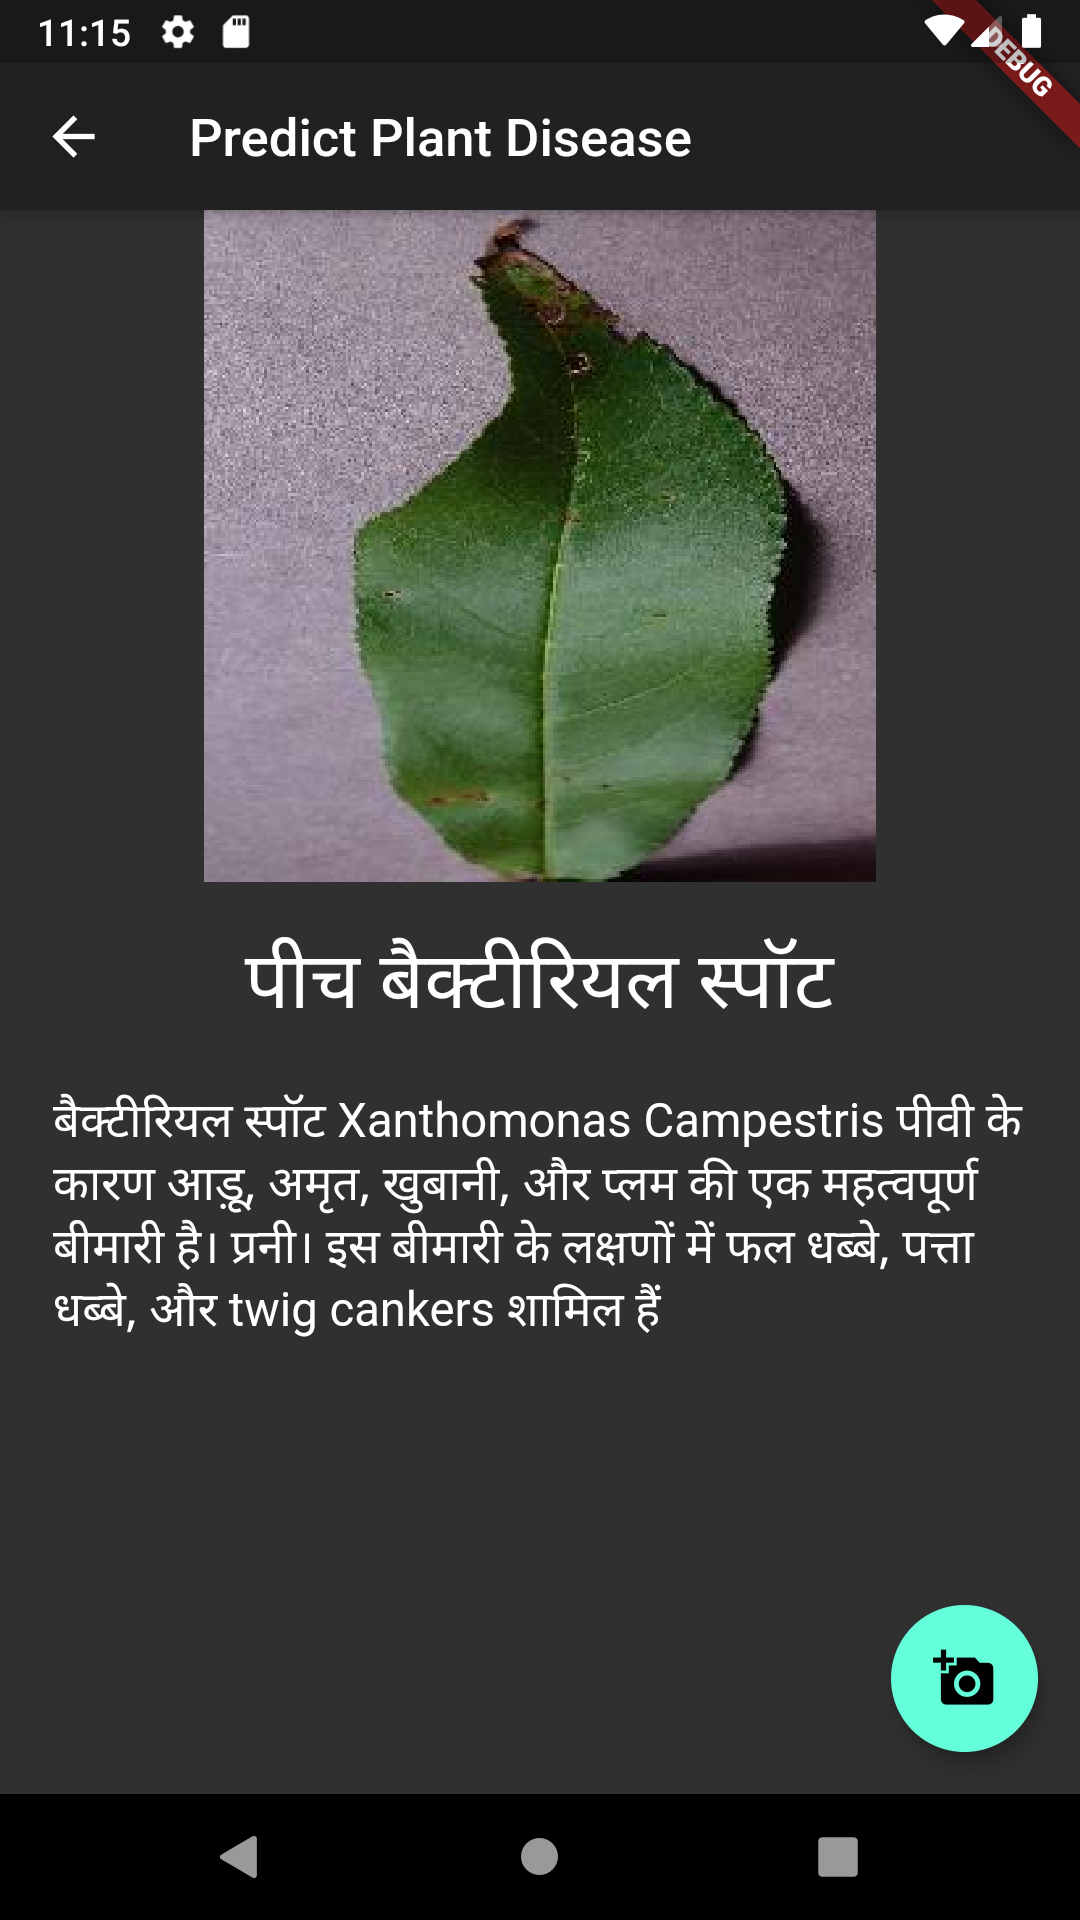 11:15
DEBUG
Predict Plant Disease
पीच बैक्टीरियल स्पॉट
बैक्टीरियल स्पॉट Xanthomonas Campestris पीवी के
कारण आड़ू, अमृत, खुबानी, और प्लम की एक महत्वपूर्ण
बीमारी है। प्रनी। इस बीमारी के लक्षणों में फल धब्बे, पत्ता
धब्बे, और twig cankers शामिल हैं